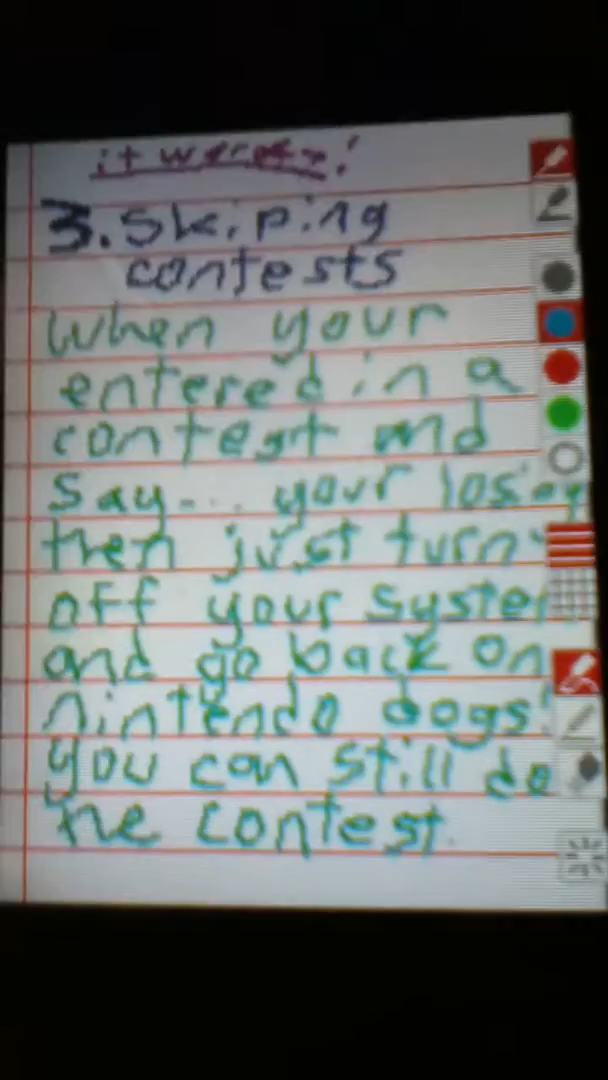 it works!
3. Skiping
contests
When your
entered in a
contest and
say... your losing
then just turn
off your system
and go back on
nintendo dogs!
you can still do
the contest.